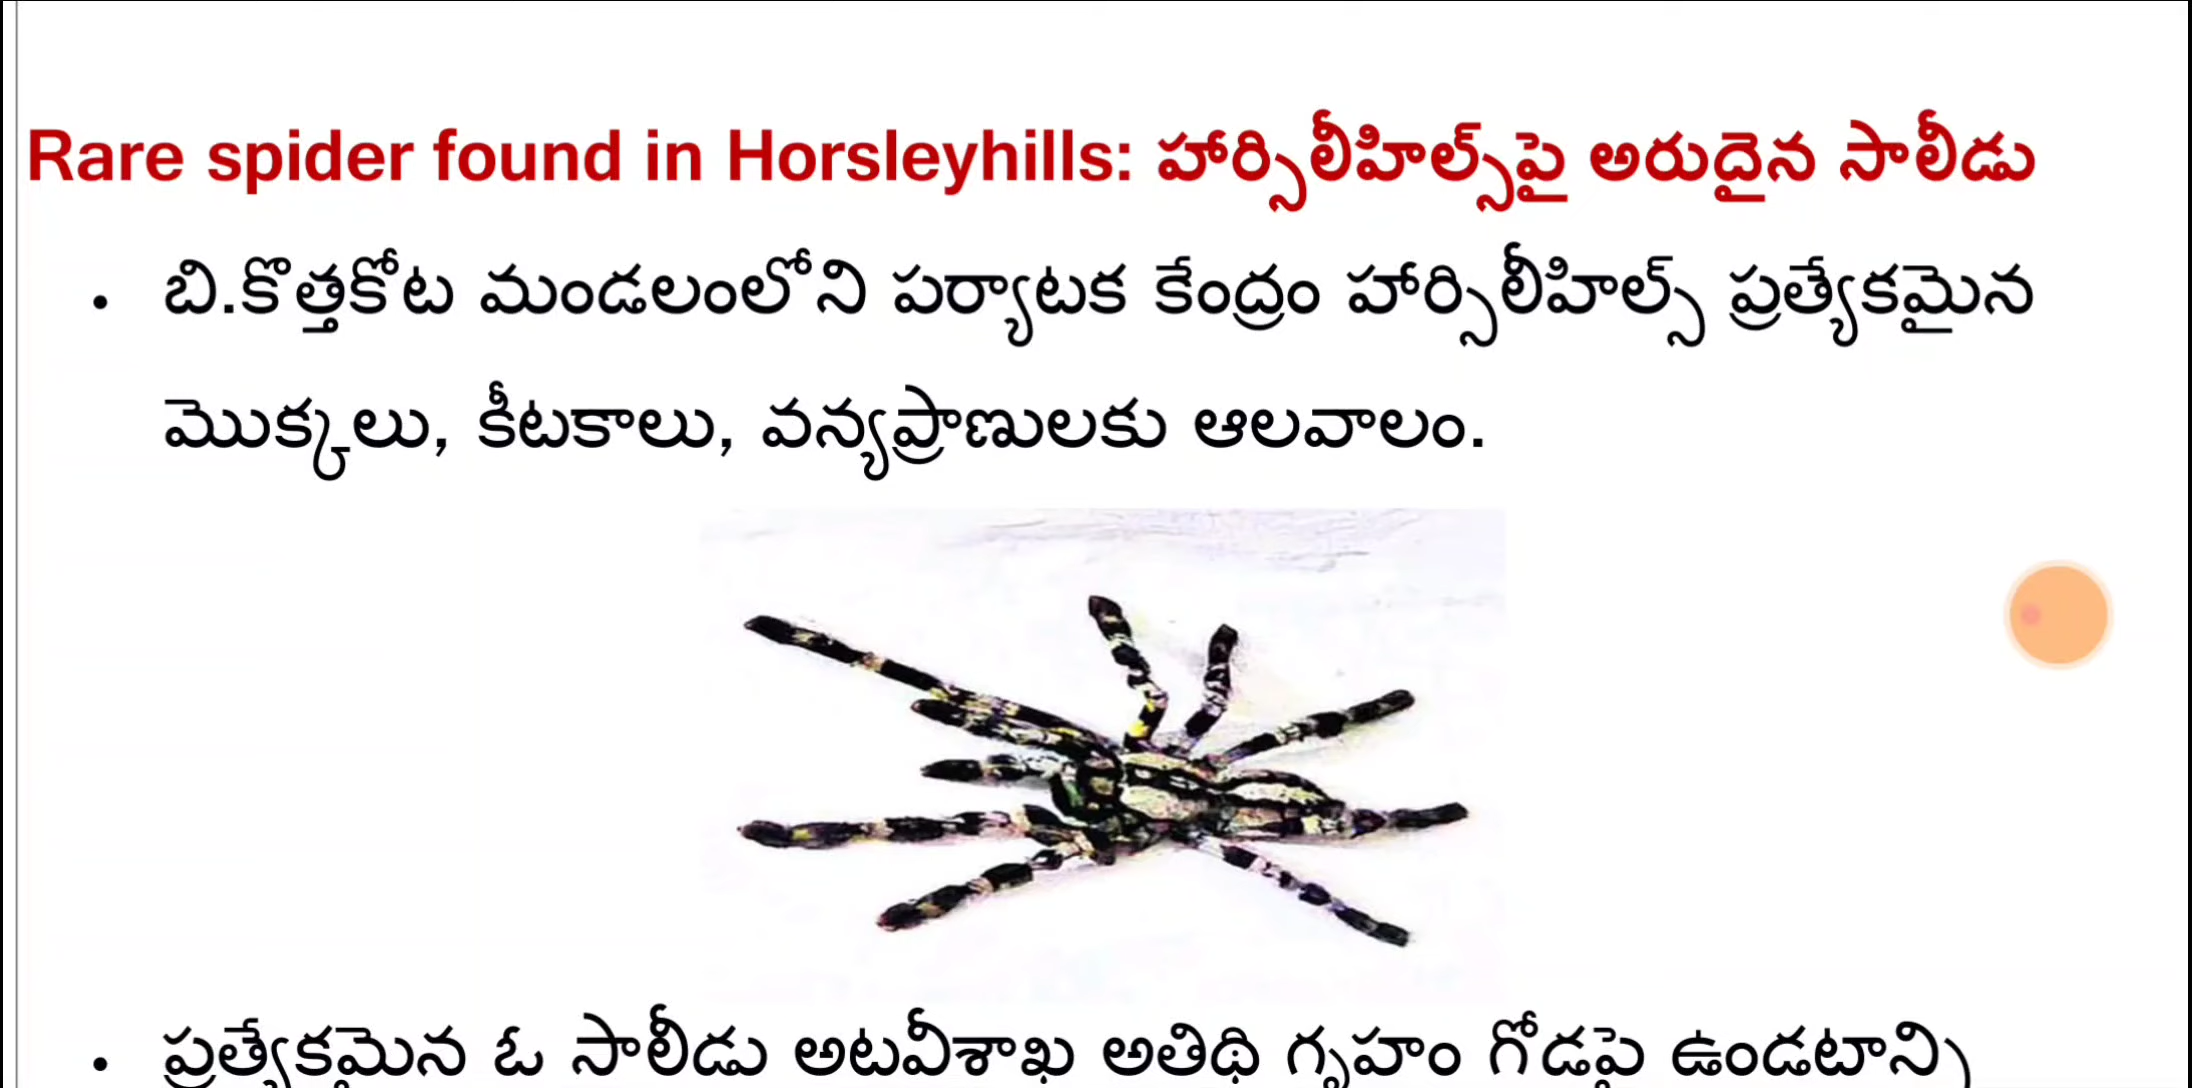 Rare spider found in Horsleyhills: హార్సిలీహిల్స్‌పై అరుదైన సాలీడు
• బి.కొత్తకోట మండలంలోని పర్యాటక కేంద్రం హార్సిలీహిల్స్ ప్రత్యేకమైన
మొక్కలు, కీటకాలు, వన్యప్రాణులకు ఆలవాలం.
• ప్రత్యేకమైన ఓ సాలీడు అటవీశాఖ అతిథి గృహం గోడపై ఉండటాన్ని